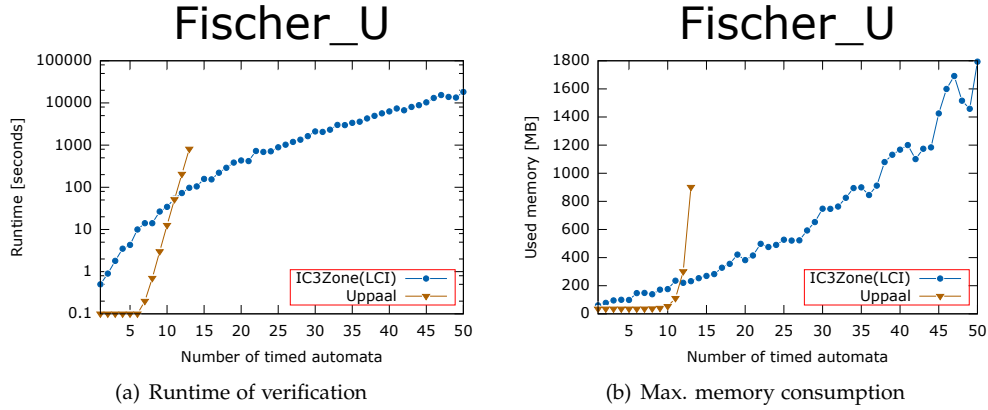 Fischer_U
100000
10000
1000
100
10
1
0.1
Runtime [seconds]
5 10 15 20 25 30 35 40 45 50
Number of timed automata
IC3Zone(LCI)
Uppaal
(a) Runtime of verification
Fischer_U
1800
1600
1400
1200
1000
800
600
400
200
0
Used memory [MB]
5 10 15 20 25 30 35 40 45 50
Number of timed automata
IC3Zone(LCI)
Uppaal
(b) Max. memory consumption